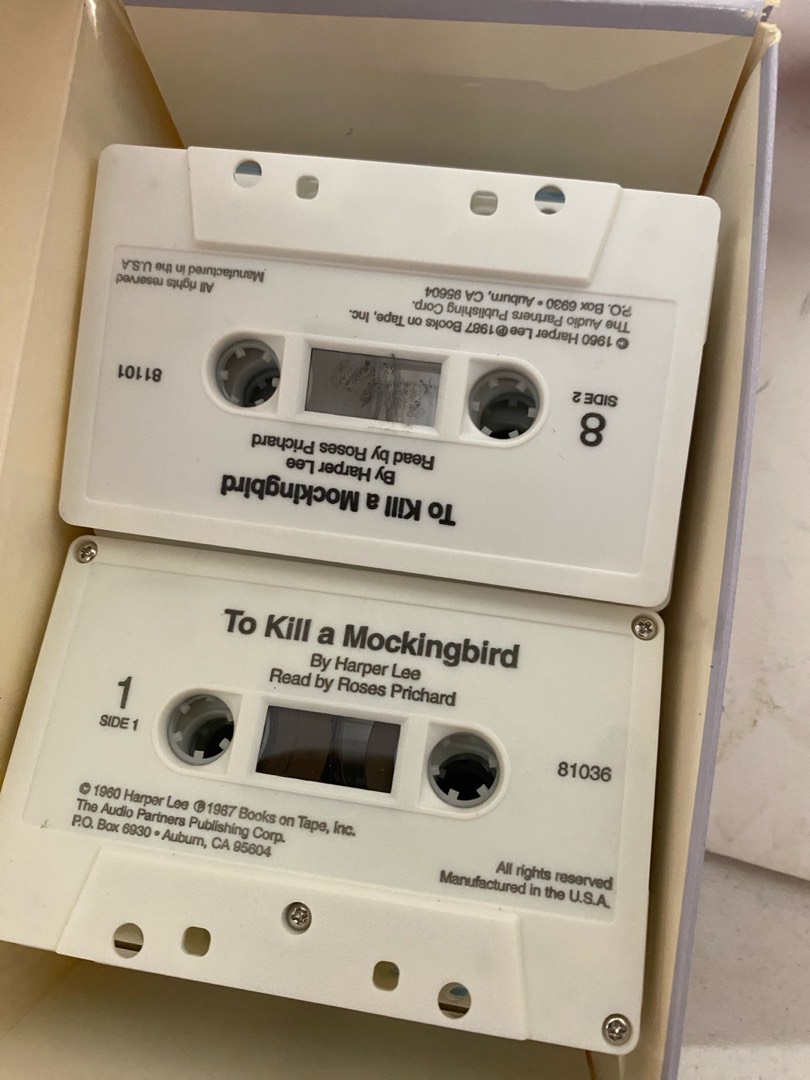 To Kill a Mockingbird
By Harper Lee
Read by Roses Prichard
8
SIDE 2
81101
© 1960 Harper Lee ℗ 1987 Books on Tape, Inc.
The Audio Partners Publishing Corp.
P.O. Box 6930 • Auburn, CA 95604
All rights reserved
Manufactured in the U.S.A
To Kill a Mockingbird
By Harper Lee
Read by Roses Prichard
1
SIDE 1
81036
© 1960 Harper Lee ℗ 1987 Books on Tape, Inc.
The Audio Partners Publishing Corp.
P.O. Box 6930 • Auburn, CA 95604
All rights reserved
Manufactured in the U.S.A.